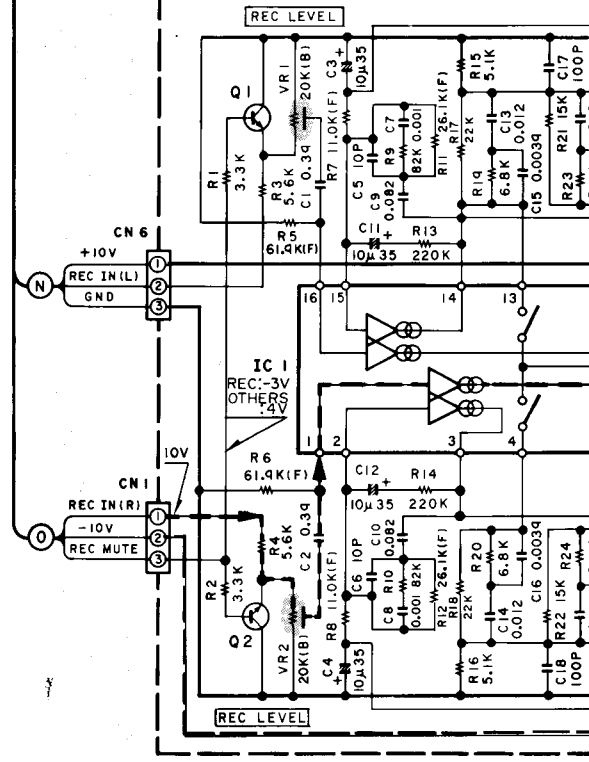 REC LEVEL
VR1
20K(B)
C3
10μ35
R15
5.1K
C17
100P
Q1
R1
3.3K
R3
5.6K
C1
0.39
R7
11.0K(F)
C5
10P
C7
0.001
R9
82K
26.1K(F)
R11
R17
22K
C13
0.012
R21
15K
C9
0.082
R19
6.8K
C15
0.0039
R23
R5
61.9K(F)
C11
10μ35
R13
220K
CN6
+10V
1
REC IN(L)
2
GND
3
N
16
15
14
13
IC 1
REC:-3V
OTHERS
:4V
1
2
3
4
10V
R6
61.9K(F)
C12
10μ35
R14
220K
CN1
REC IN(R)
1
-10V
2
REC MUTE
3
O
R2
3.3K
R4
5.6K
C2
0.39
C10
0.082
C6
10P
R10
82K
C8
0.001
R12
26.1K(F)
R8
11.0K(F)
R18
22K
R20
6.8K
C14
0.012
C16
0.0039
R22
15K
R24
Q2
VR2
20K(B)
C4
10μ35
R16
5.1K
C18
100P
REC LEVEL